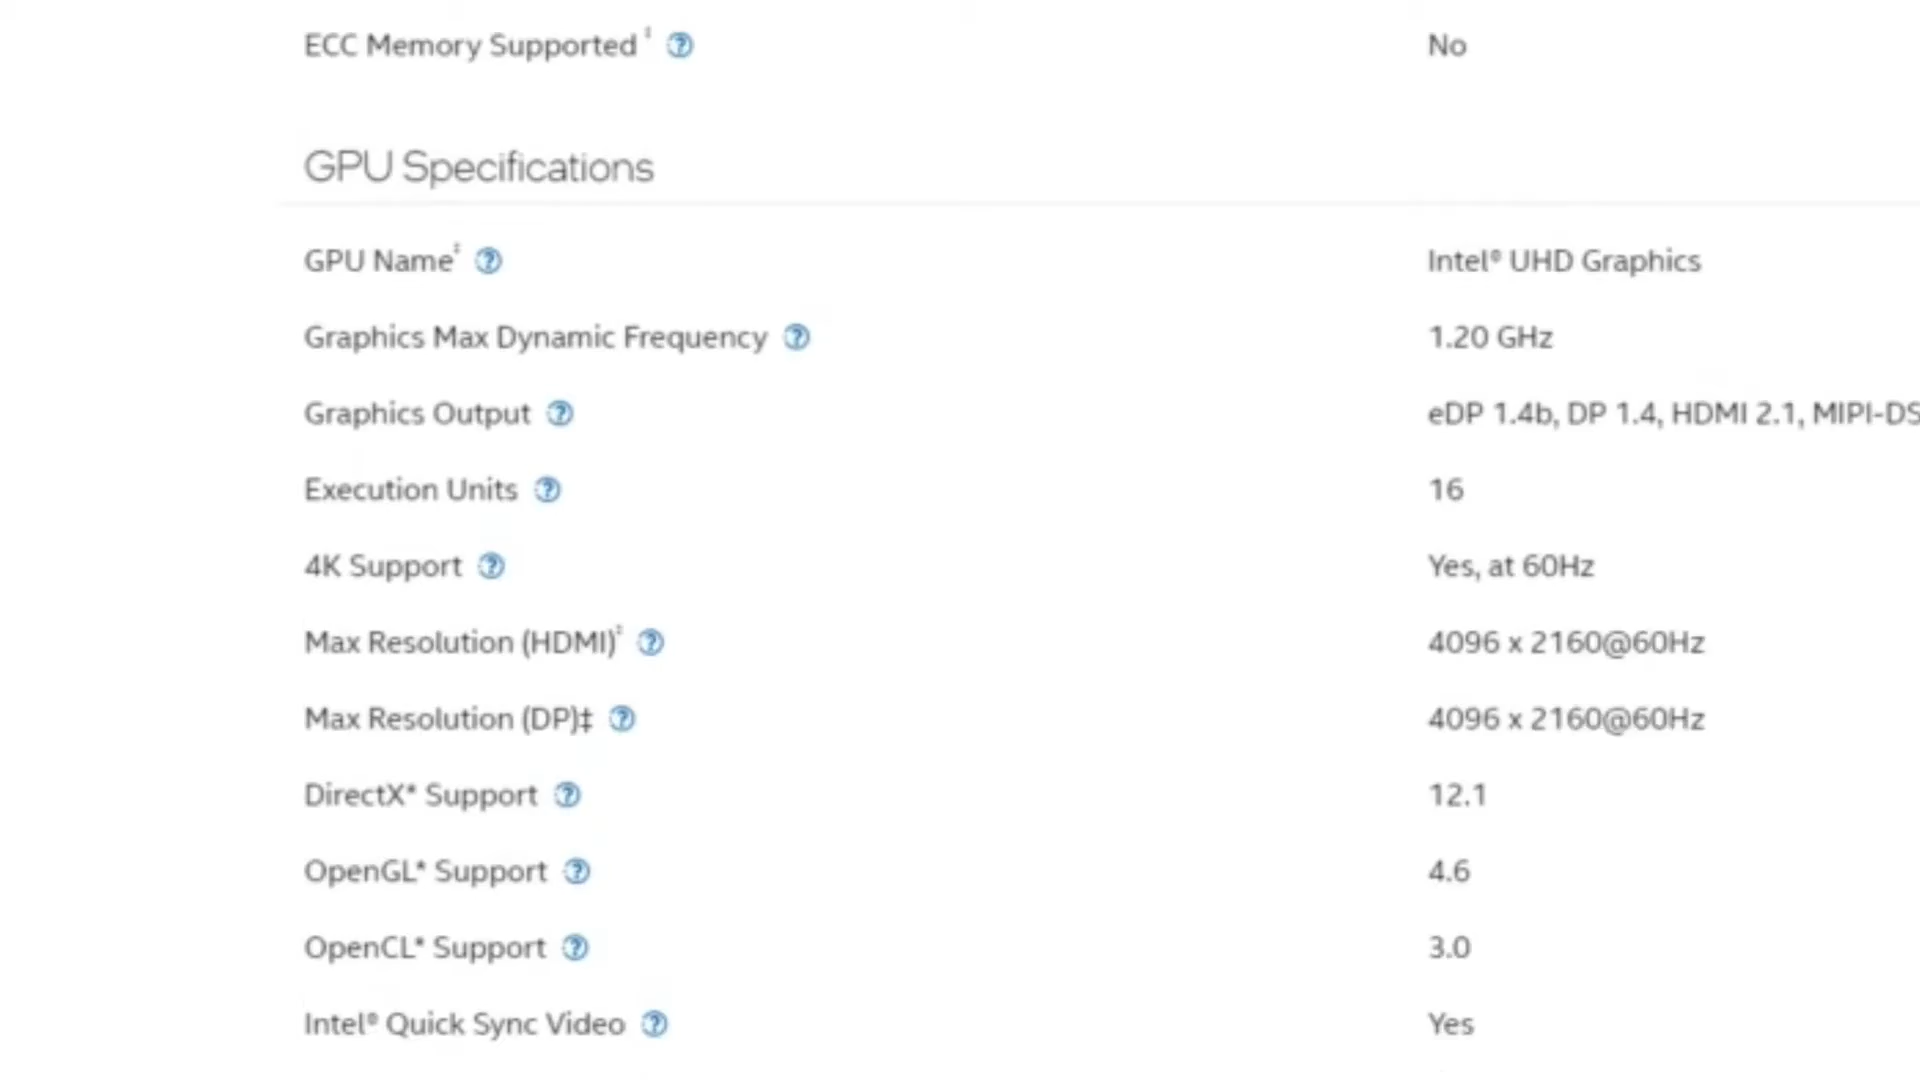 ECC Memory Supported ‡ No
GPU Specifications
GPU Name‡ Intel® UHD Graphics
Graphics Max Dynamic Frequency 1.20 GHz
Graphics Output eDP 1.4b, DP 1.4, HDMI 2.1, MIPI-DS
Execution Units 16
4K Support Yes, at 60Hz
Max Resolution (HDMI)‡ 4096 x 2160@60Hz
Max Resolution (DP)‡ 4096 x 2160@60Hz
DirectX* Support 12.1
OpenGL* Support 4.6
OpenCL* Support 3.0
Intel® Quick Sync Video Yes